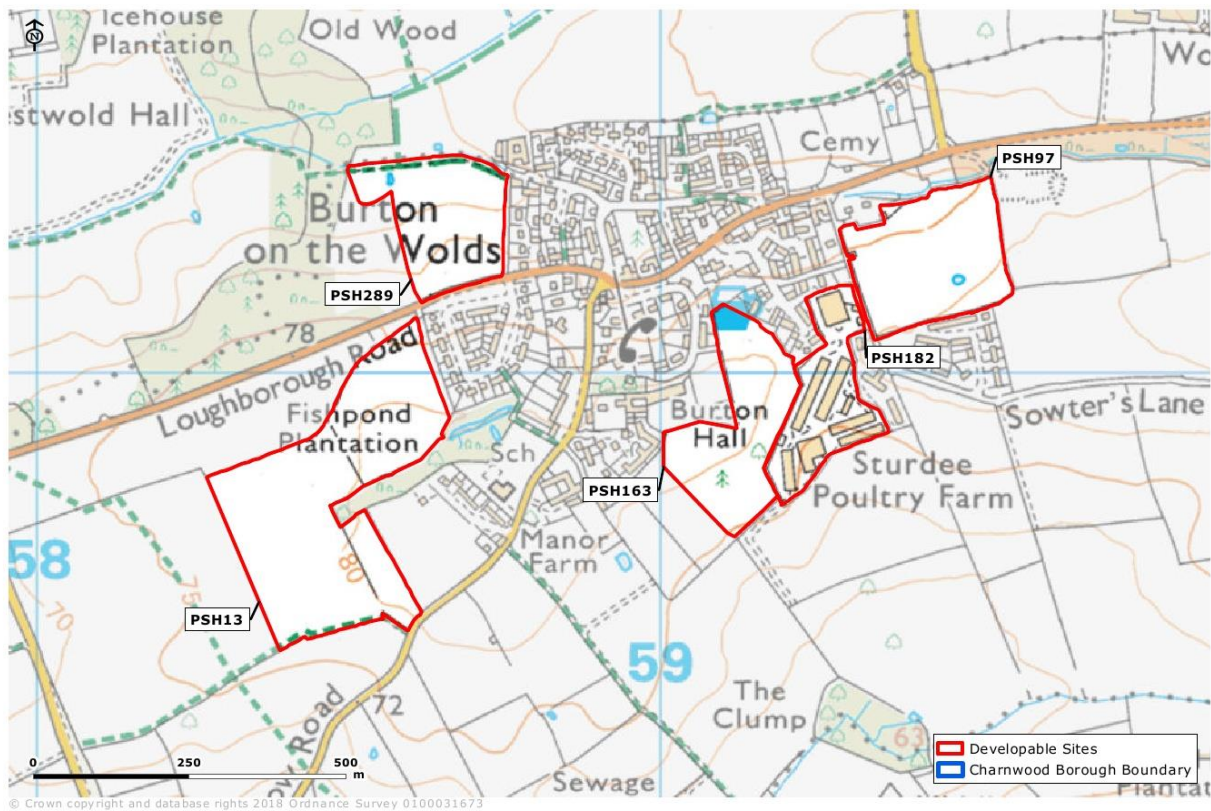 N
Icehouse
Plantation
Old Wood
stwold Hall
Wo
Cemy
PSH97
Burton
on the Wolds
PSH289
78
Loughborough Road
PSH182
Fishpond
Plantation
Sch
Burton
Hall
Sowter's Lane
PSH163
Sturdee
Poultry Farm
58
Manor
Farm
80
75
70
PSH13
59
72
Road
The
Clump
63
Sewage
Plantat
0 250 500
m
Developable Sites
Charnwood Borough Boundary
© Crown copyright and database rights 2018 Ordnance Survey 0100031673